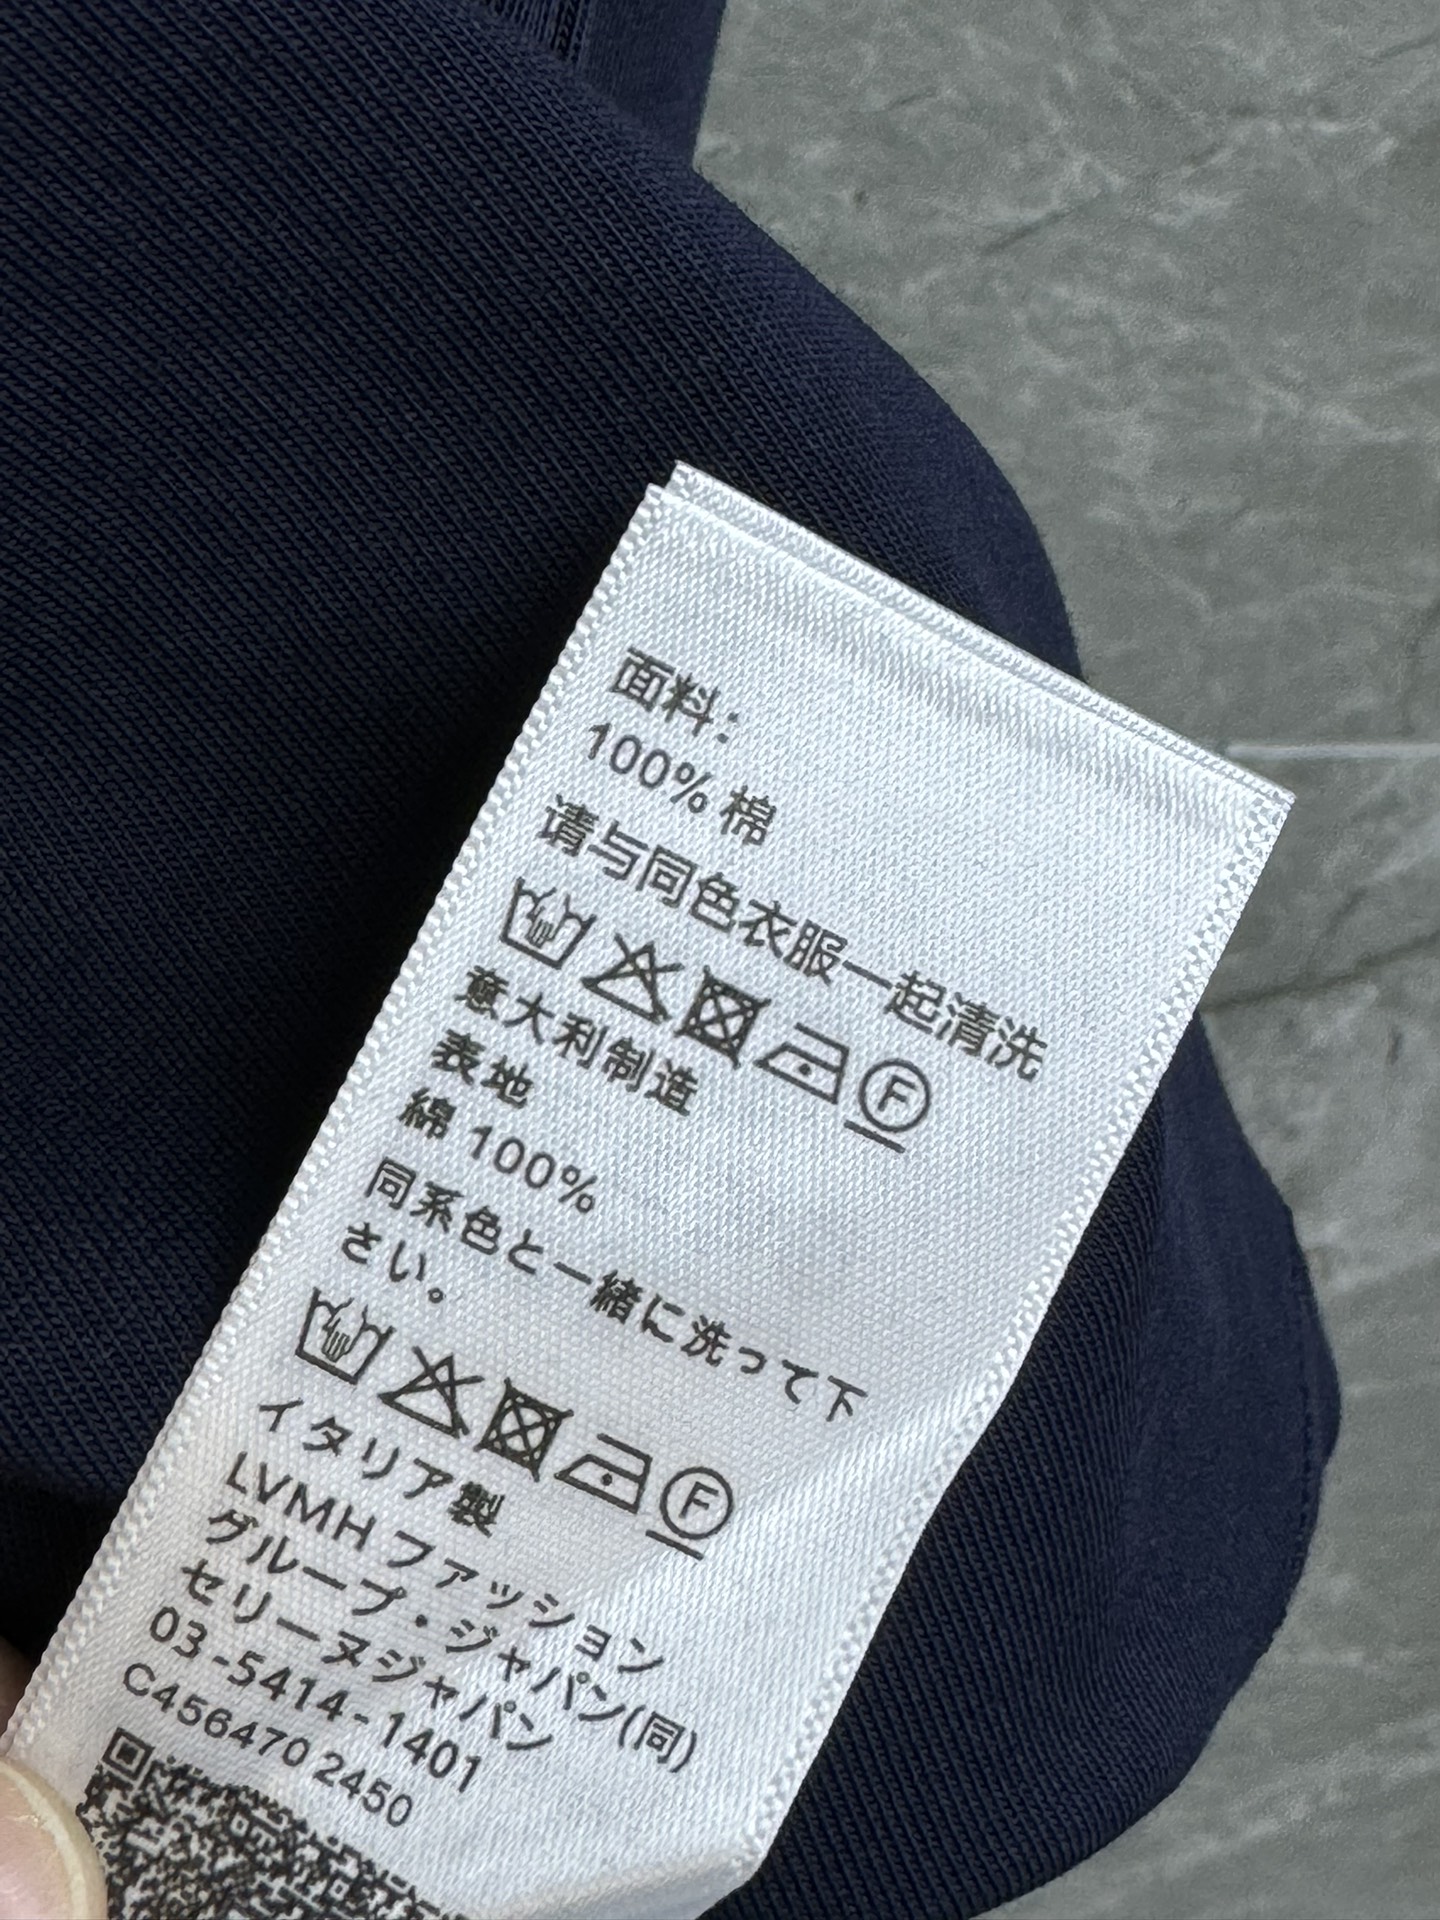 面料:
100% 棉
请与同色衣服一起清洗
F
意大利制造
表地
綿 100%
同系色と一緒に洗って下
さい。
F
イタリア製
LVMH ファッション
グループ・ジャパン(同)
セリーヌジャパン
03-5414-1401
C456470 2450